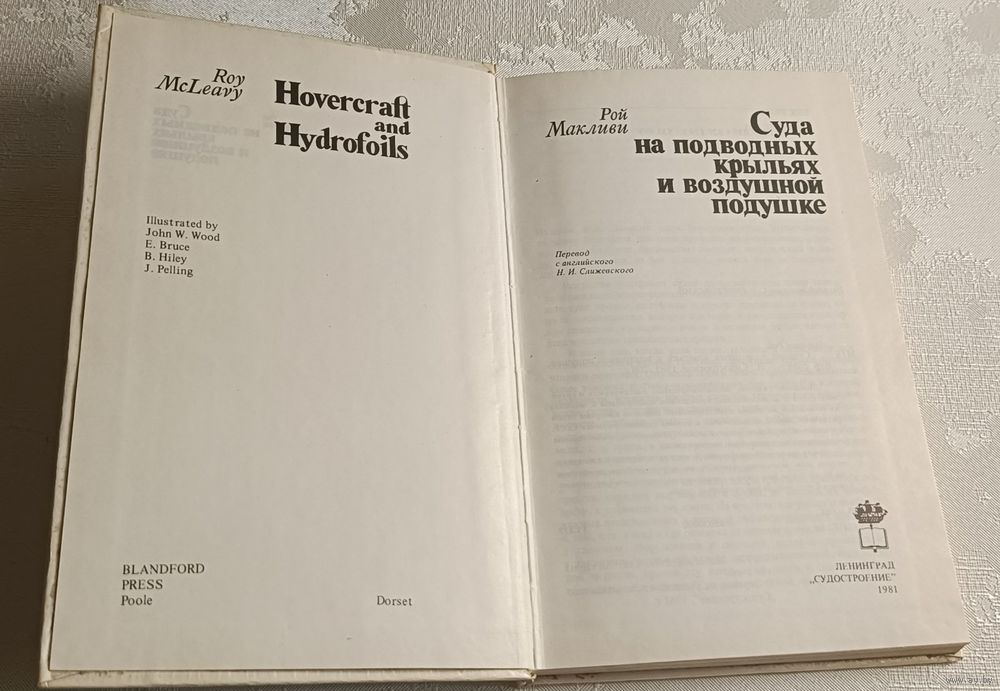 Roy
McLeavy
Hovercraft
and
Hydrofoils
Illustrated by
John W. Wood
E. Bruce
B. Hiley
J. Pelling
BLANDFORD
PRESS
Poole
Dorset
Рой
Макливи
Суда
на подводных
крыльях
и воздушной
подушке
Перевод
с английского
Н. И. Слижевского
ЛЕНИНГРАД
„СУДОСТРОЕНИЕ"
1981